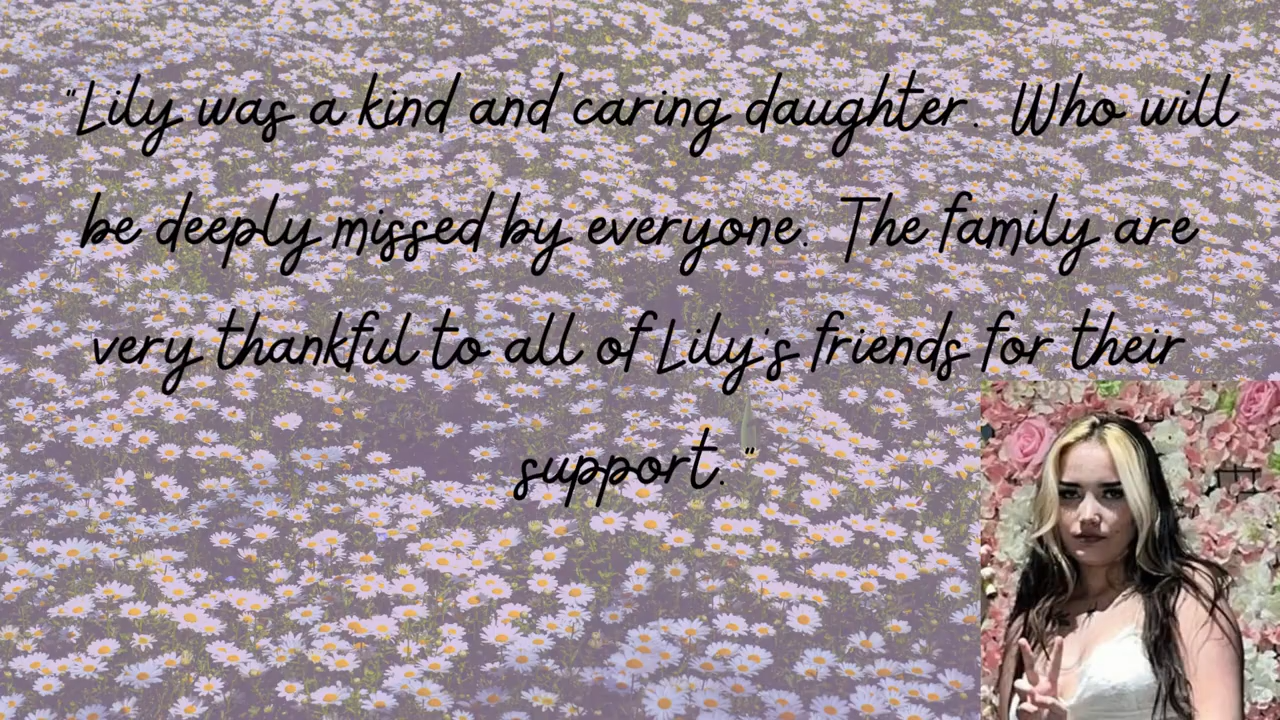 "Lily was a kind and caring daughter. Who will
be deeply missed by everyone. The family are
very thankful to all of Lily's friends for their
support."